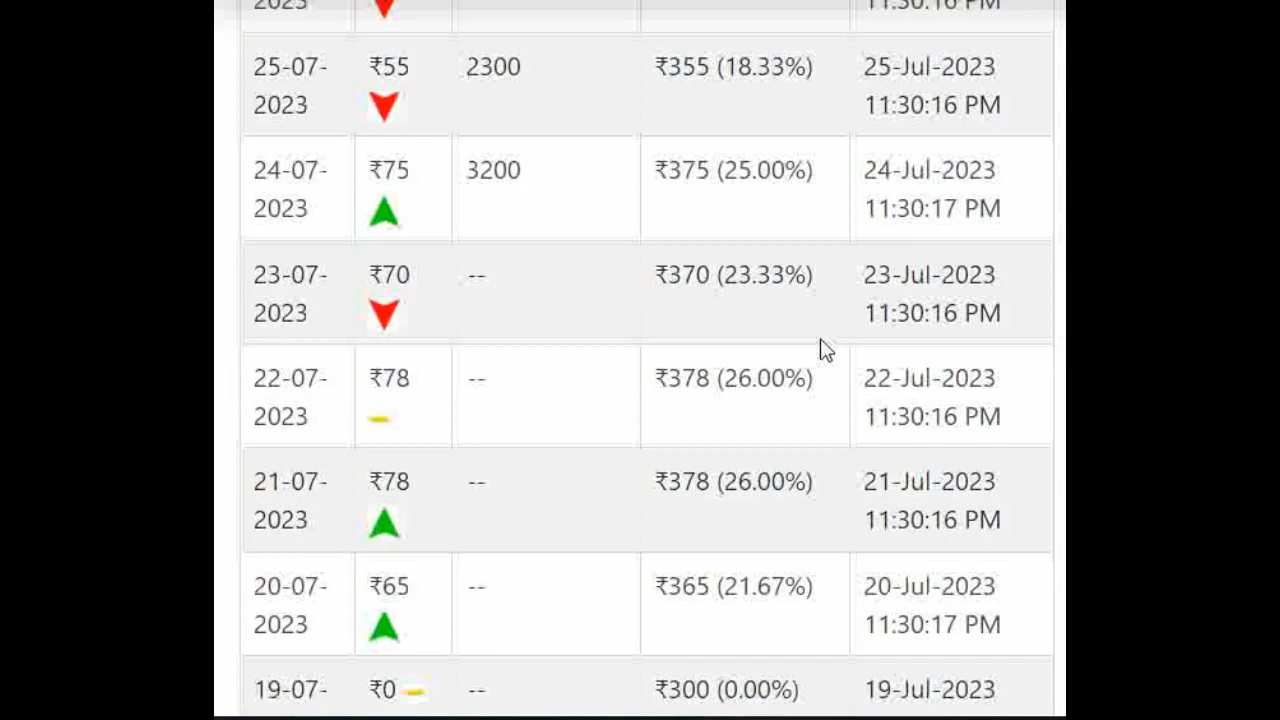 2023 11:30:16 PM
25-07- ₹55 2300 ₹355 (18.33%) 25-Jul-2023
2023 11:30:16 PM
24-07- ₹75 3200 ₹375 (25.00%) 24-Jul-2023
2023 11:30:17 PM
23-07- ₹70 -- ₹370 (23.33%) 23-Jul-2023
2023 11:30:16 PM
22-07- ₹78 -- ₹378 (26.00%) 22-Jul-2023
2023 11:30:16 PM
21-07- ₹78 -- ₹378 (26.00%) 21-Jul-2023
2023 11:30:16 PM
20-07- ₹65 -- ₹365 (21.67%) 20-Jul-2023
2023 11:30:17 PM
19-07- ₹0 -- ₹300 (0.00%) 19-Jul-2023